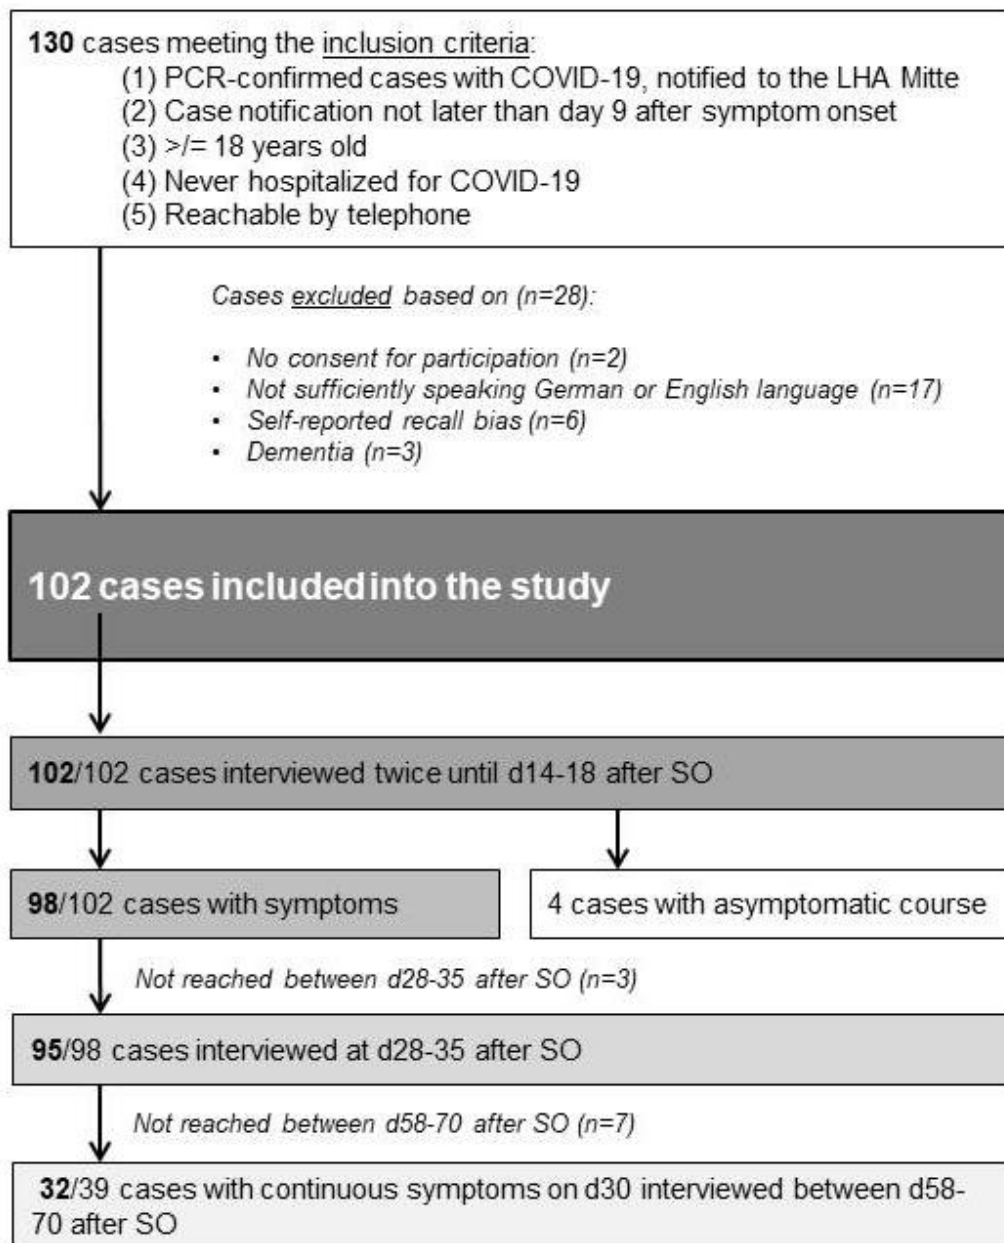 130 cases meeting the inclusion criteria:
(1) PCR-confirmed cases with COVID-19, notified to the LHA Mitte
(2) Case notification not later than day 9 after symptom onset
(3) >/= 18 years old
(4) Never hospitalized for COVID-19
(5) Reachable by telephone
Cases excluded based on (n=28):
• No consent for participation (n=2)
• Not sufficiently speaking German or English language (n=17)
• Self-reported recall bias (n=6)
• Dementia (n=3)
102 cases included into the study
102/102 cases interviewed twice until d14-18 after SO
98/102 cases with symptoms
4 cases with asymptomatic course
Not reached between d28-35 after SO (n=3)
95/98 cases interviewed at d28-35 after SO
Not reached between d58-70 after SO (n=7)
32/39 cases with continuous symptoms on d30 interviewed between d58-
70 after SO